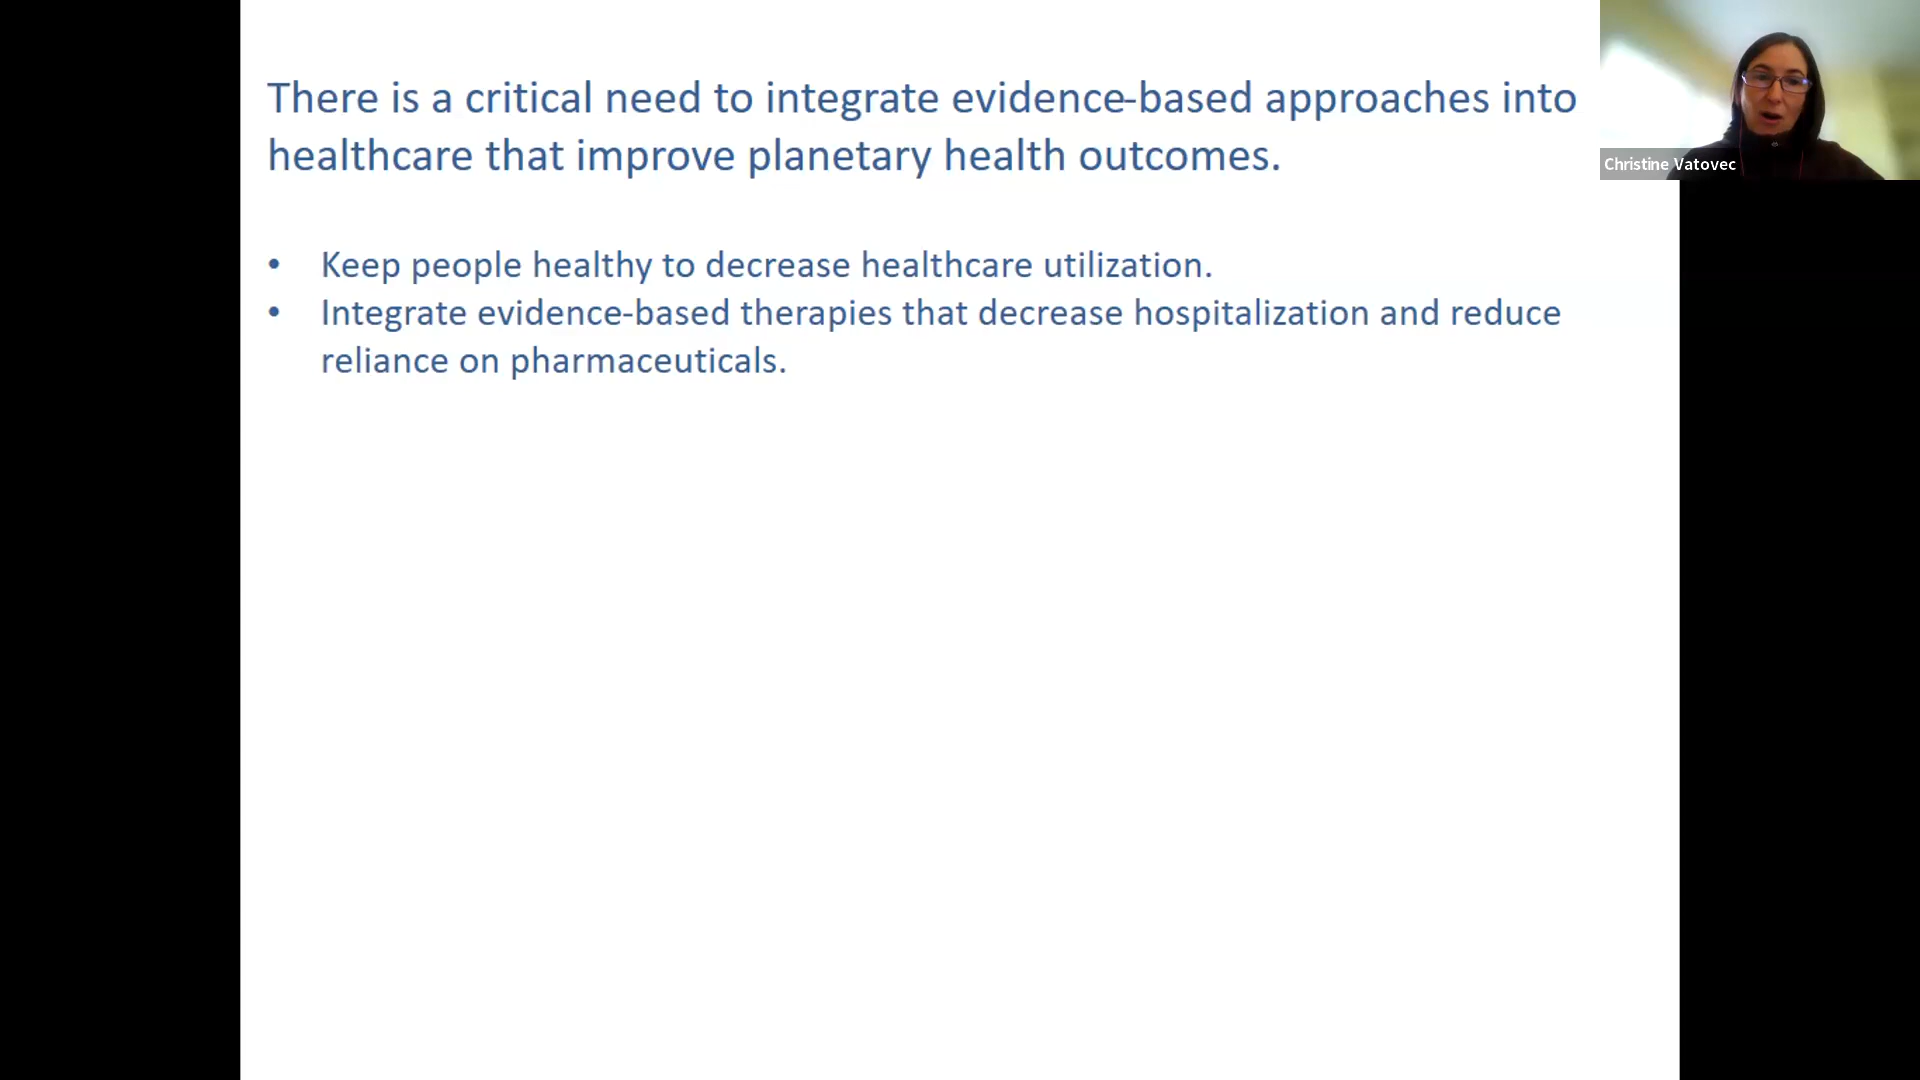 There is a critical need to integrate evidence-based approaches into
healthcare that improve planetary health outcomes.
• Keep people healthy to decrease healthcare utilization.
• Integrate evidence-based therapies that decrease hospitalization and reduce
reliance on pharmaceuticals.
Christine Vatovec